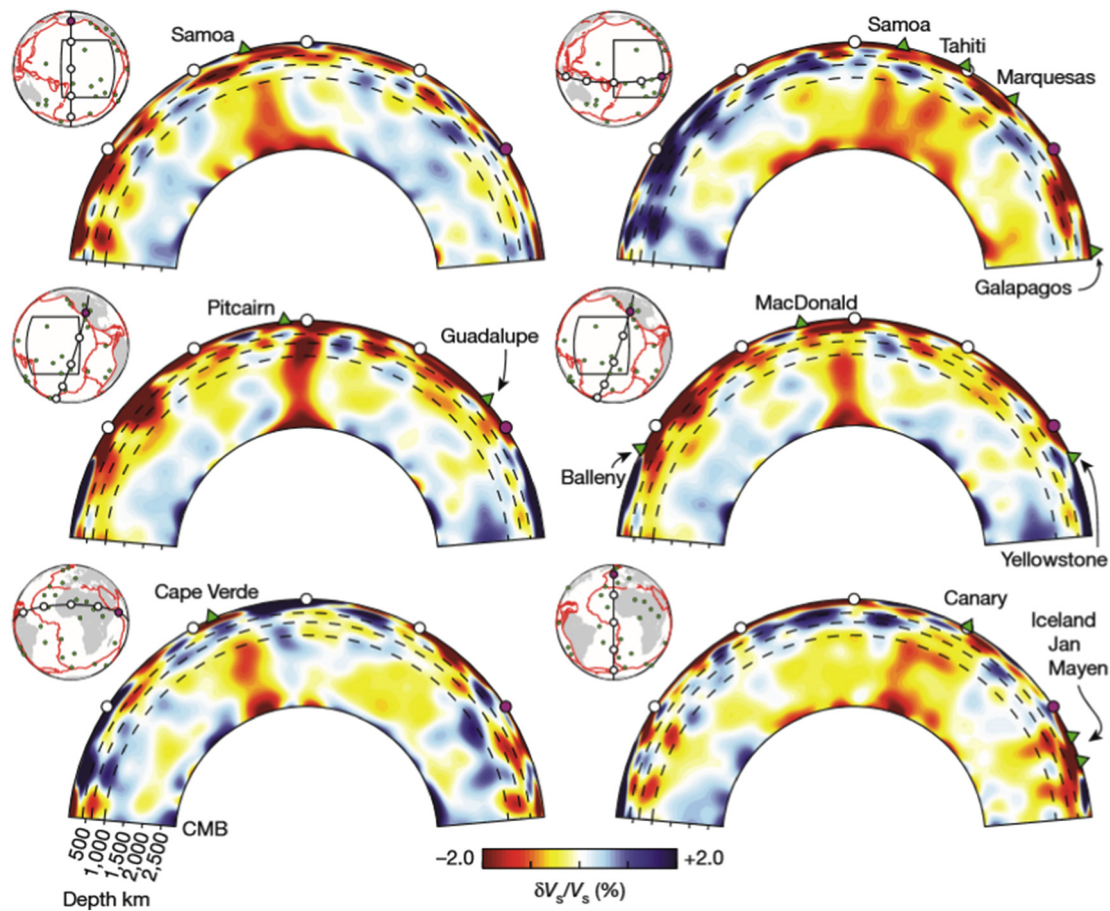 Samoa
Samoa
Tahiti
Marquesas
Galapagos
Pitcairn
Guadalupe
MacDonald
Balleny
Yellowstone
Cape Verde
Canary
Iceland
Jan
Mayen
CMB
500
1,000
1,500
2,000
2,500
Depth km
−2.0
+2.0
δVs/Vs (%)